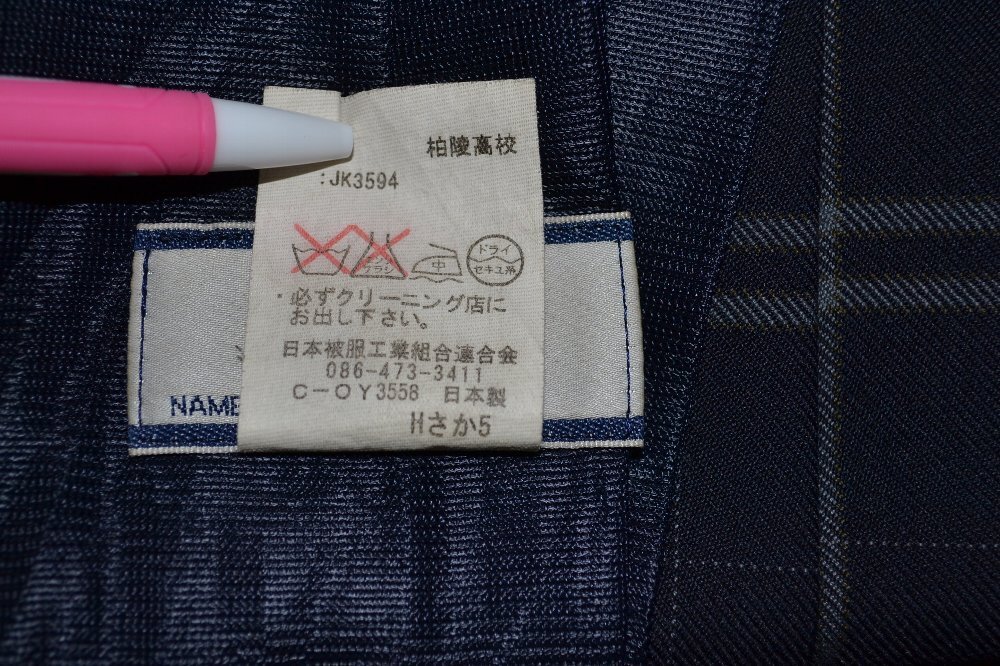 柏陵高校
:JK3594
中
ドライ
セキユ系
・必ずクリーニング店に
お出し下さい。
日本被服工業組合連合会
086-473-3411
C-OY3558 日本製
Hさか5
NAME